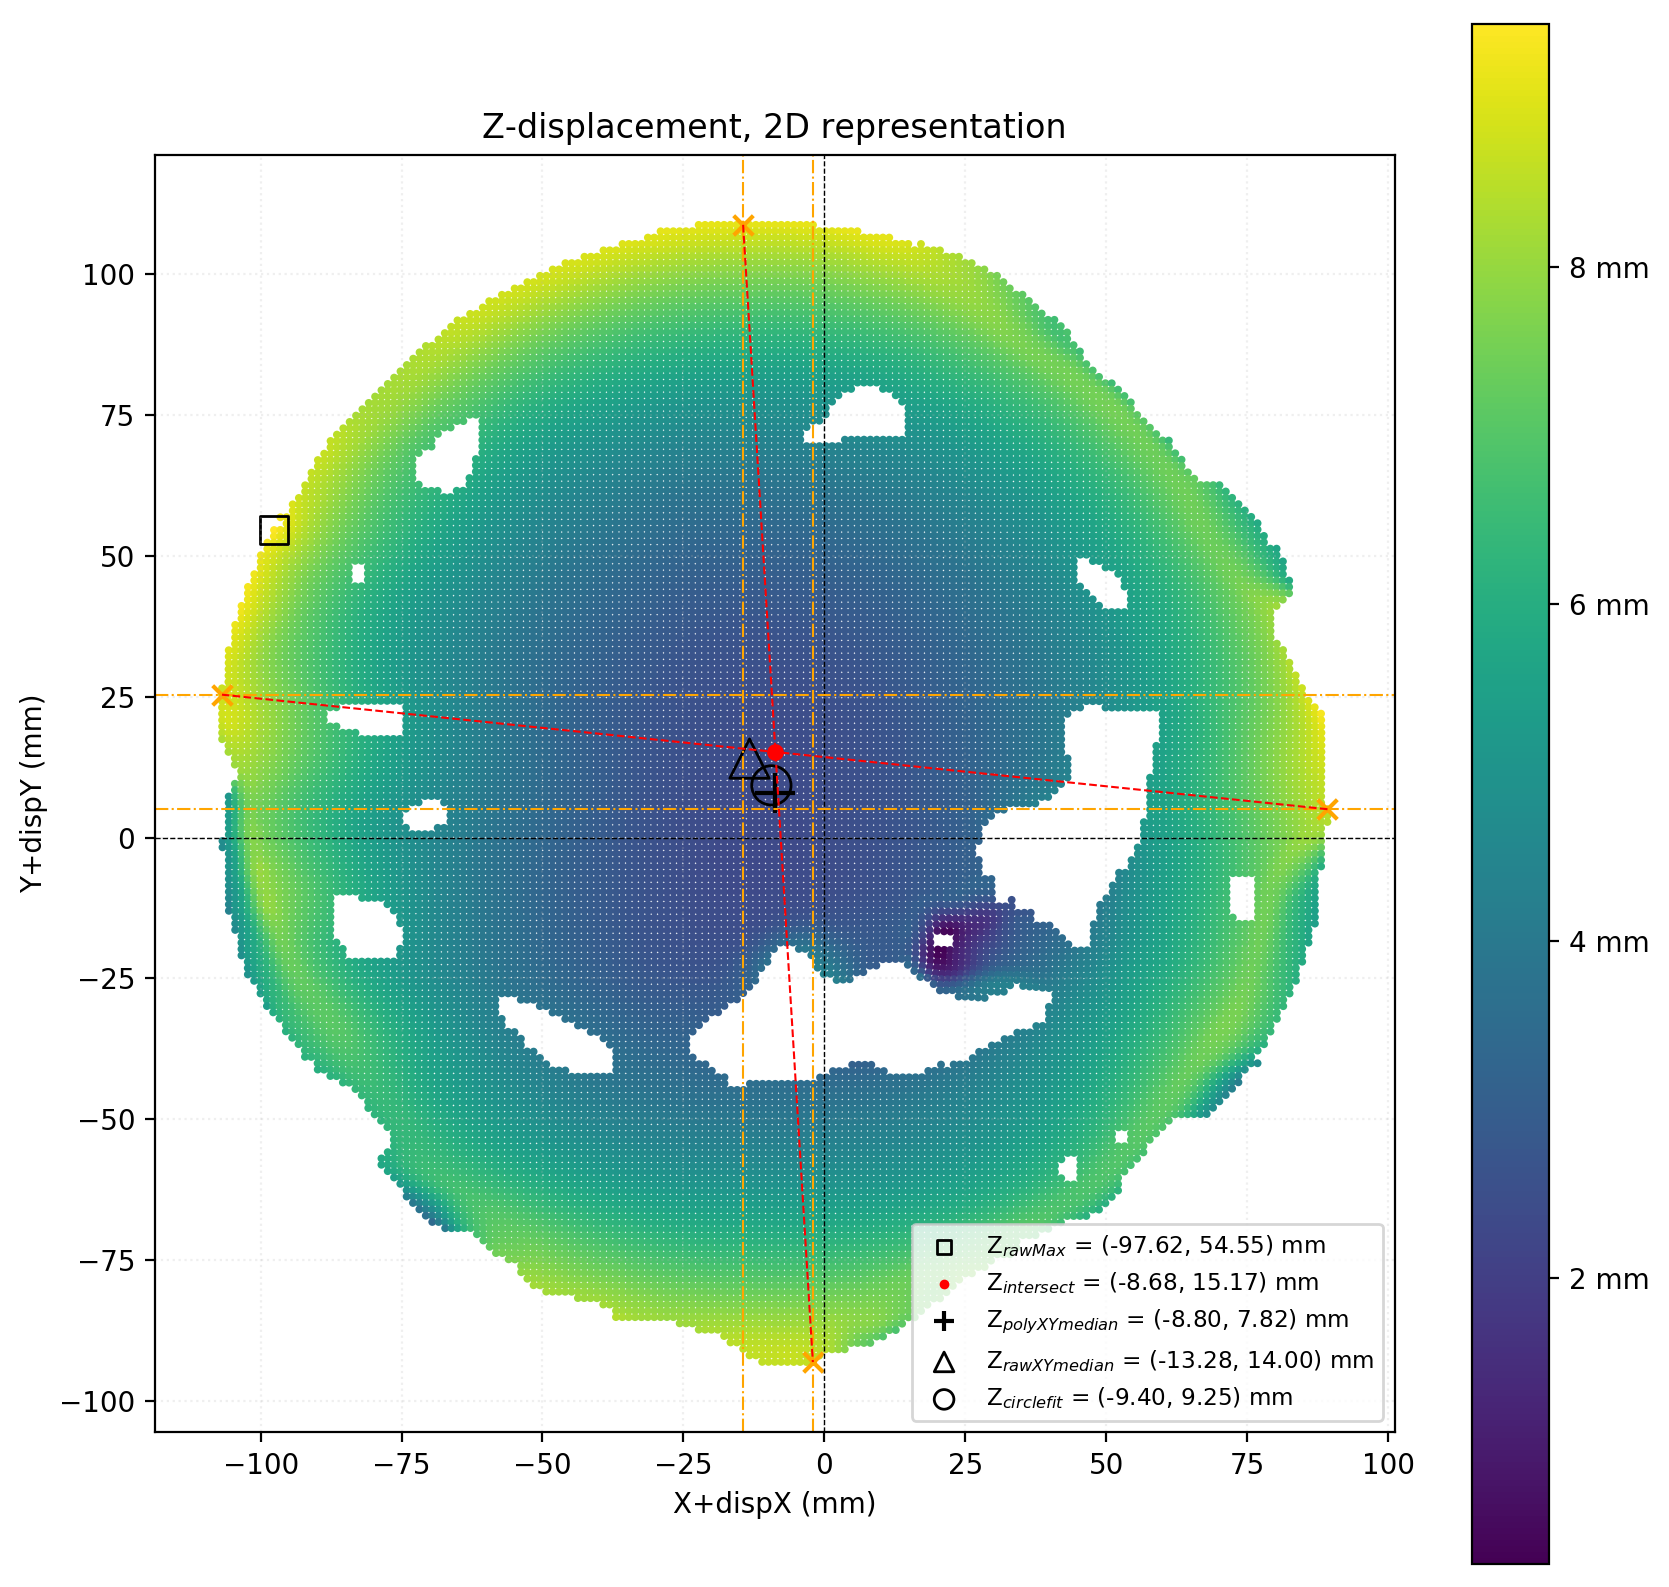 Z-displacement, 2D representation
8 mm
6 mm
4 mm
2 mm
Y+dispY (mm)
100
75
50
25
0
−25
−50
−75
−100
Z_rawMax = (-97.62, 54.55) mm
Z_intersect = (-8.68, 15.17) mm
Z_polyXYmedian = (-8.80, 7.82) mm
Z_rawXYmedian = (-13.28, 14.00) mm
Z_circlefit = (-9.40, 9.25) mm
−100 −75 −50 −25 0 25 50 75 100
X+dispX (mm)